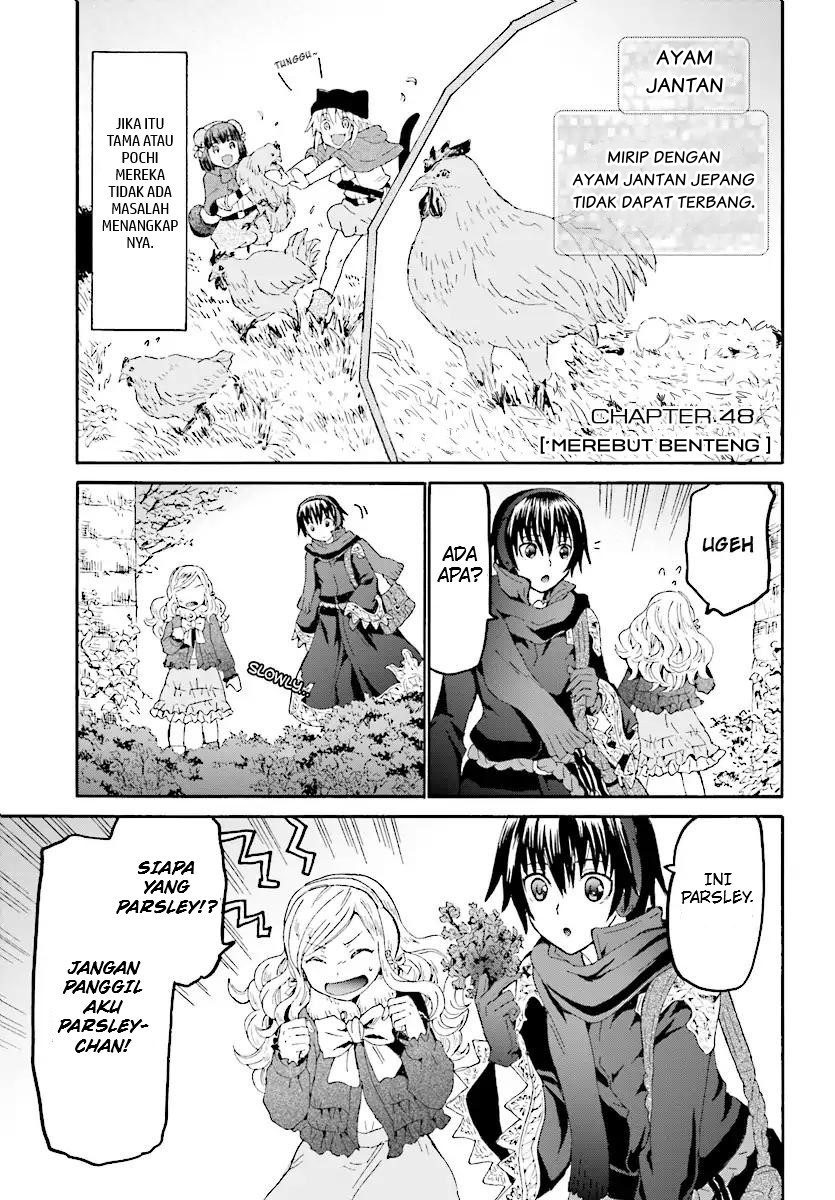 AYAM
JANTAN
MIRIP DENGAN
AYAM JANTAN JEPANG
TIDAK DAPAT TERBANG.
TUNGGU~
JIKA ITU
TAMA ATAU
POCHI
MEREKA
TIDAK ADA
MASALAH
MENANGKAP
NYA.
CHAPTER.48
[ MEREBUT BENTENG ]
UGEH
ADA
APA?
SLOWLY..
INI
PARSLEY.
SIAPA
YANG
PARSLEY!?
JANGAN
PANGGIL
AKU
PARSLEY-
CHAN!